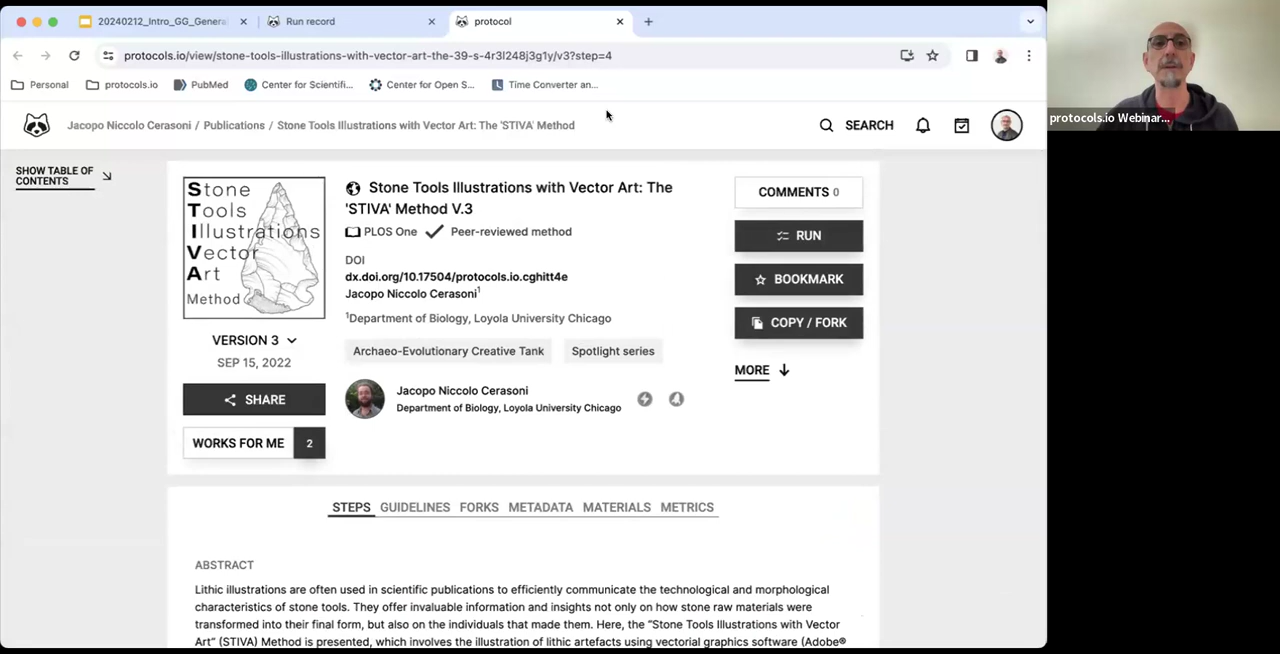 20240212_Intro_GG_Genera
Run record
protocol
protocols.io/view/stone-tools-illustrations-with-vector-art-the-39-s-4r3l248j3g1y/v3?step=4
Personal
protocols.io
PubMed
Center for Scientifi...
Center for Open S...
Time Converter an...
protocols.io Webinar...
Jacopo Niccolo Cerasoni / Publications / Stone Tools Illustrations with Vector Art: The 'STIVA' Method
SEARCH
SHOW TABLE OF
CONTENTS
Stone
Tools
Illustrations
Vector
Art
Method
VERSION 3
SEP 15, 2022
SHARE
WORKS FOR ME 2
Stone Tools Illustrations with Vector Art: The
'STIVA' Method V.3
PLOS One Peer-reviewed method
DOI
dx.doi.org/10.17504/protocols.io.cghitt4e
Jacopo Niccolo Cerasoni1
1Department of Biology, Loyola University Chicago
Archaeo-Evolutionary Creative Tank
Spotlight series
Jacopo Niccolo Cerasoni
Department of Biology, Loyola University Chicago
COMMENTS 0
RUN
BOOKMARK
COPY / FORK
MORE
STEPS GUIDELINES FORKS METADATA MATERIALS METRICS
ABSTRACT
Lithic illustrations are often used in scientific publications to efficiently communicate the technological and morphological
characteristics of stone tools. They offer invaluable information and insights not only on how stone raw materials were
transformed into their final form, but also on the individuals that made them. Here, the “Stone Tools Illustrations with Vector
Art” (STIVA) Method is presented, which involves the illustration of lithic artefacts using vectorial graphics software (Adobe®